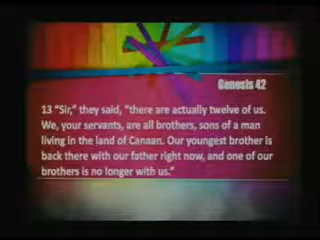 Genesis 42
13 “Sir,” they said, “there are actually twelve of us.
We, your servants, are all brothers, sons of a man
living in the land of Canaan. Our youngest brother is
back there with our father right now, and one of our
brothers is no longer with us.”